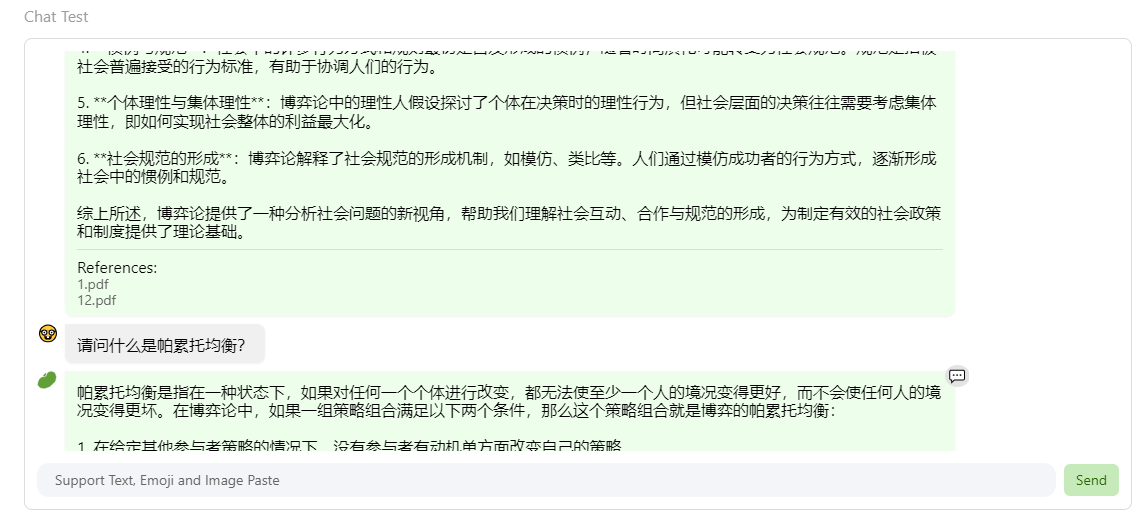 Chat Test
社会普遍接受的行为标准，有助于协调人们的行为。
5. **个体理性与集体理性**：博弈论中的理性人假设探讨了个体在决策时的理性行为，但社会层面的决策往往需要考虑集体
理性，即如何实现社会整体的利益最大化。
6. **社会规范的形成**：博弈论解释了社会规范的形成机制，如模仿、类比等。人们通过模仿成功者的行为方式，逐渐形成
社会中的惯例和规范。
综上所述，博弈论提供了一种分析社会问题的新视角，帮助我们理解社会互动、合作与规范的形成，为制定有效的社会政策
和制度提供了理论基础。
References:
1.pdf
12.pdf
请问什么是帕累托均衡？
帕累托均衡是指在一种状态下，如果对任何一个个体进行改变，都无法使至少一个人的境况变得更好，而不会使任何人的境
况变得更坏。在博弈论中，如果一组策略组合满足以下两个条件，那么这个策略组合就是博弈的帕累托均衡：
1. 在给定其他参与者策略的情况下，没有参与者有动机单方面改变自己的策略
Support Text, Emoji and Image Paste
Send